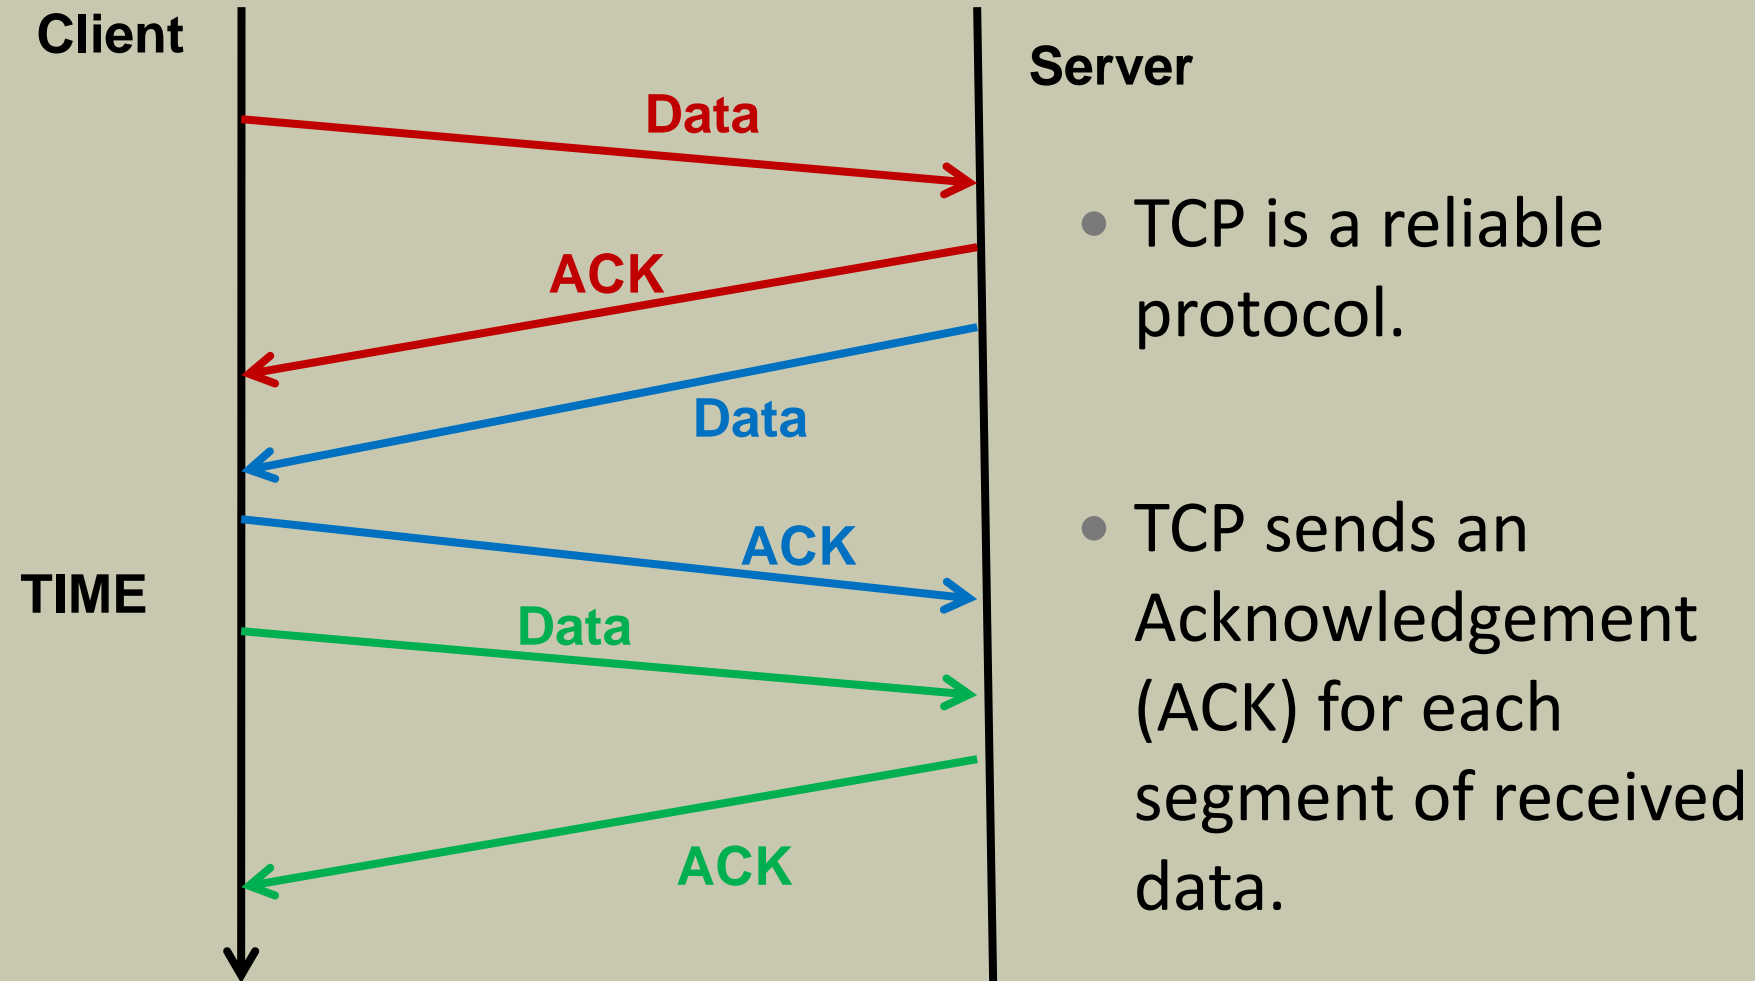 Client
Server
Data
ACK
Data
ACK
TIME
Data
ACK
• TCP is a reliable
protocol.
• TCP sends an
Acknowledgement
(ACK) for each
segment of received
data.